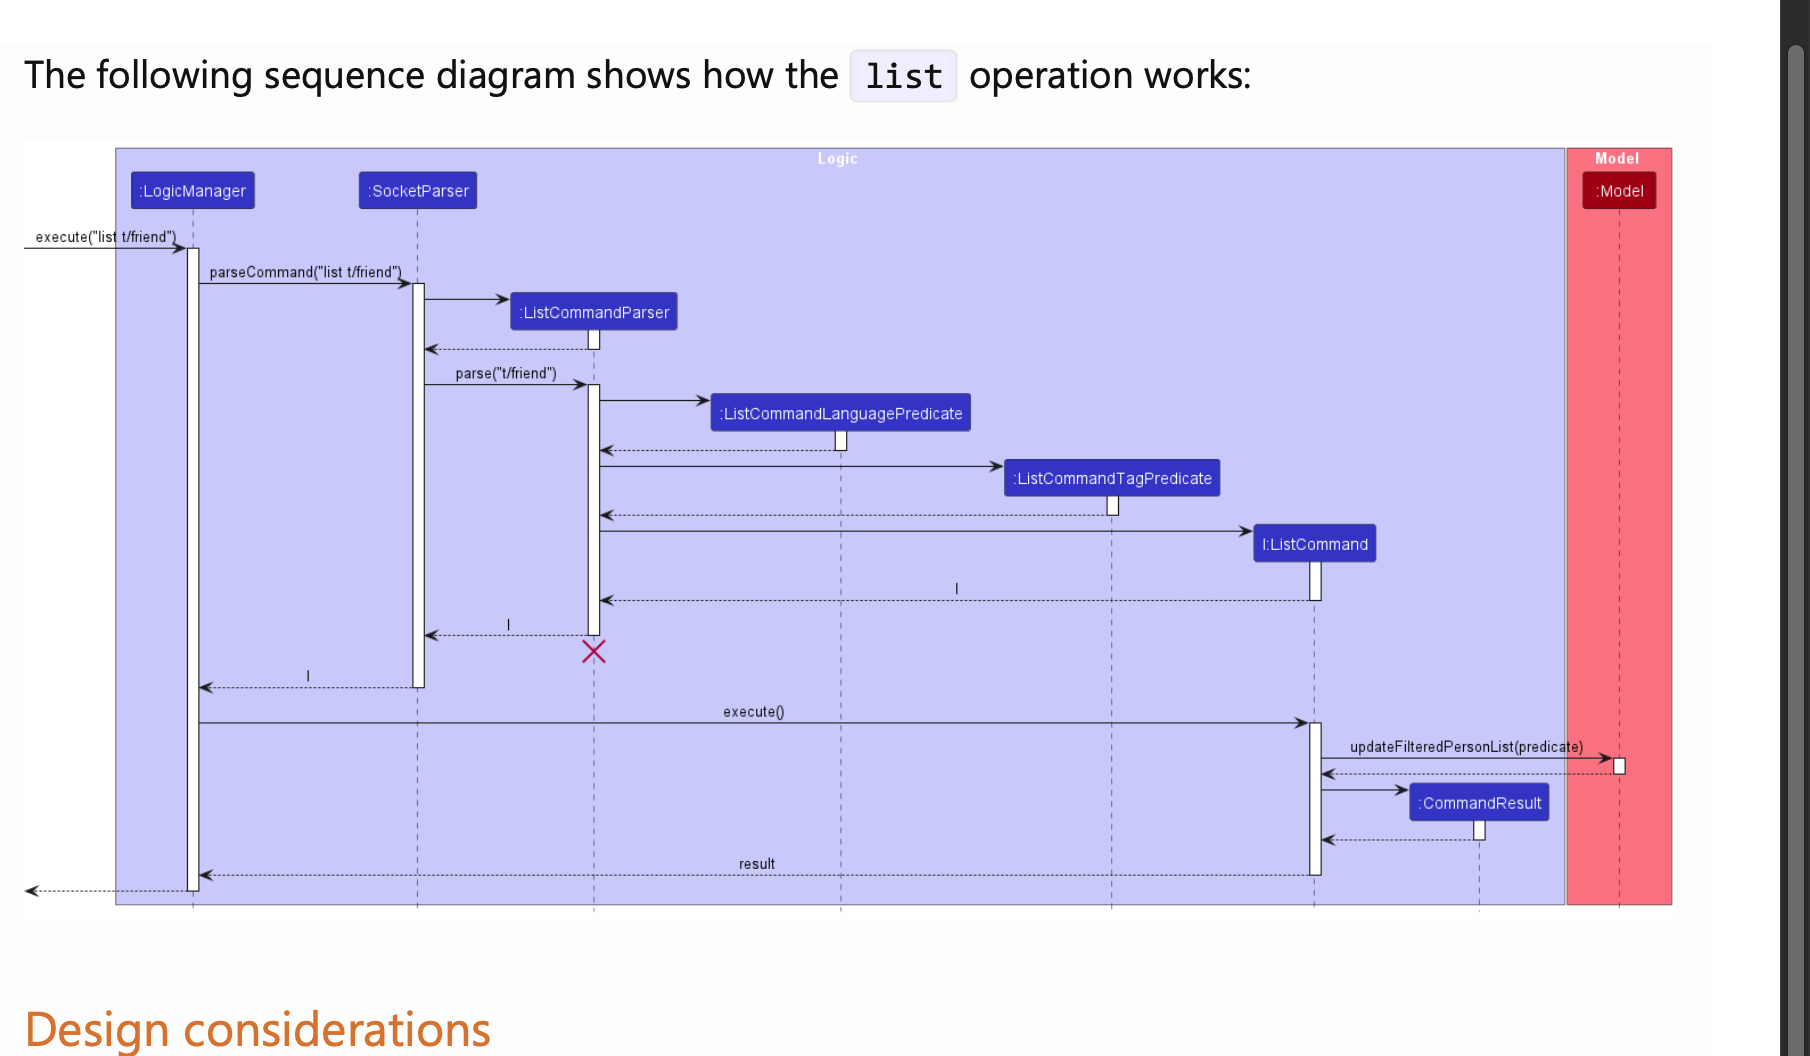 The following sequence diagram shows how the list operation works:
Logic
Model
:LogicManager
:SocketParser
:Model
execute("list t/friend")
parseCommand("list t/friend")
:ListCommandParser
parse("t/friend")
:ListCommandLanguagePredicate
:ListCommandTagPredicate
l:ListCommand
l
l
l
execute()
updateFilteredPersonList(predicate)
:CommandResult
result
Design considerations